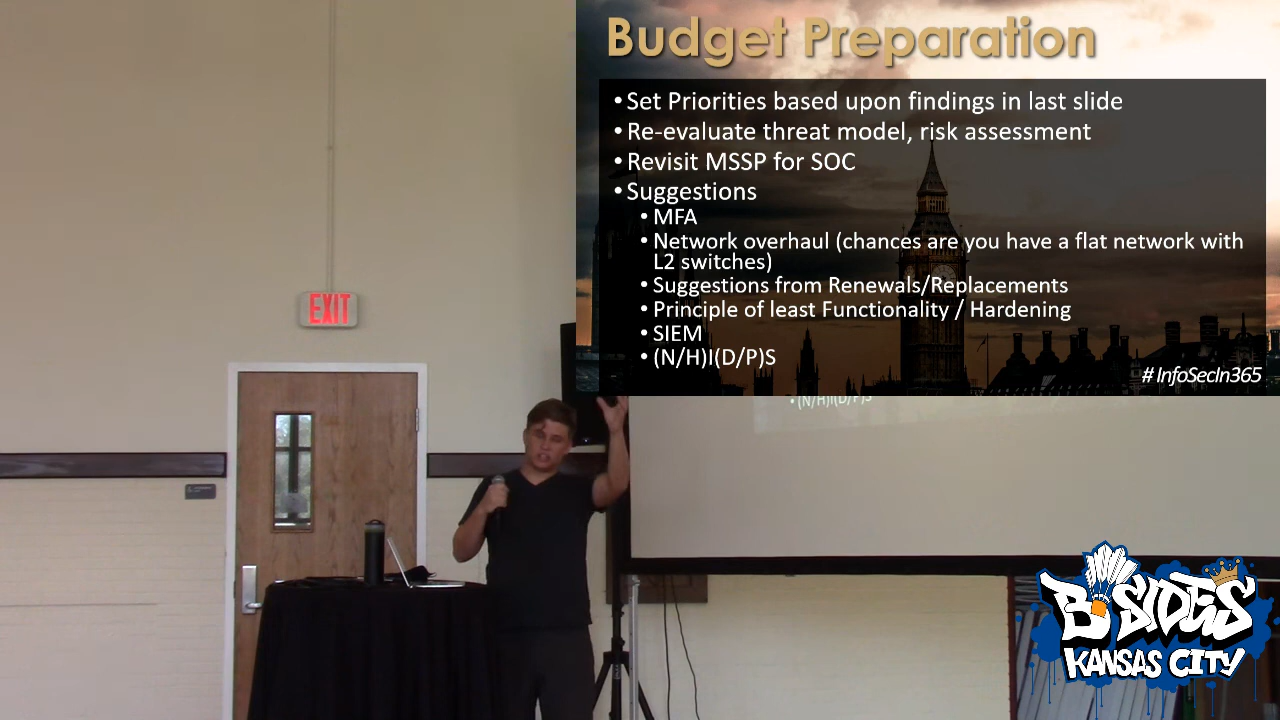 Budget Preparation
• Set Priorities based upon findings in last slide
• Re-evaluate threat model, risk assessment
• Revisit MSSP for SOC
• Suggestions
• MFA
• Network overhaul (chances are you have a flat network with
L2 switches)
• Suggestions from Renewals/Replacements
• Principle of least Functionality / Hardening
• SIEM
• (N/H)I(D/P)S
# InfoSecIn365
• (N/H)I(D/P)S
EXIT
B-SIDES
KANSAS CITY